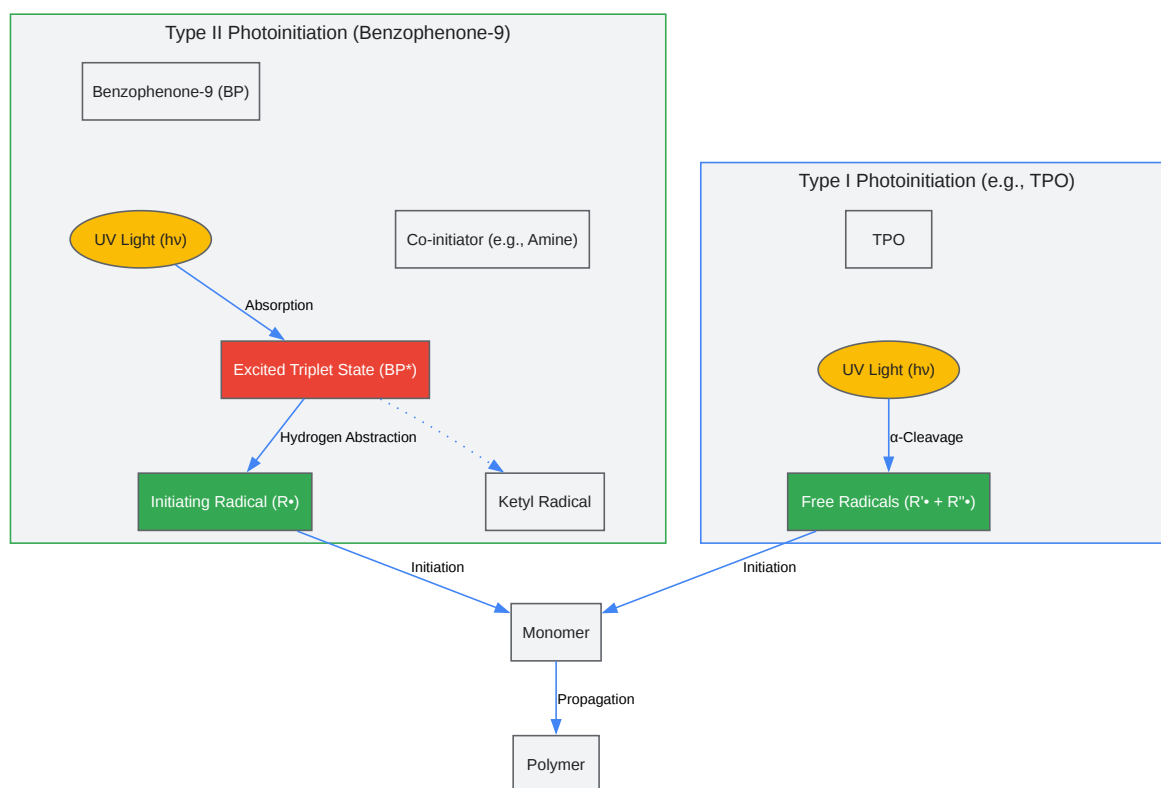 Type II Photoinitiation (Benzophenone-9)
Benzophenone-9 (BP)
UV Light (hν)
Co-initiator (e.g., Amine)
Absorption
Excited Triplet State (BP*)
Hydrogen Abstraction
Initiating Radical (R•)
Ketyl Radical
Type I Photoinitiation (e.g., TPO)
TPO
UV Light (hν)
α-Cleavage
Free Radicals (R'• + R"•)
Initiation
Initiation
Monomer
Propagation
Polymer